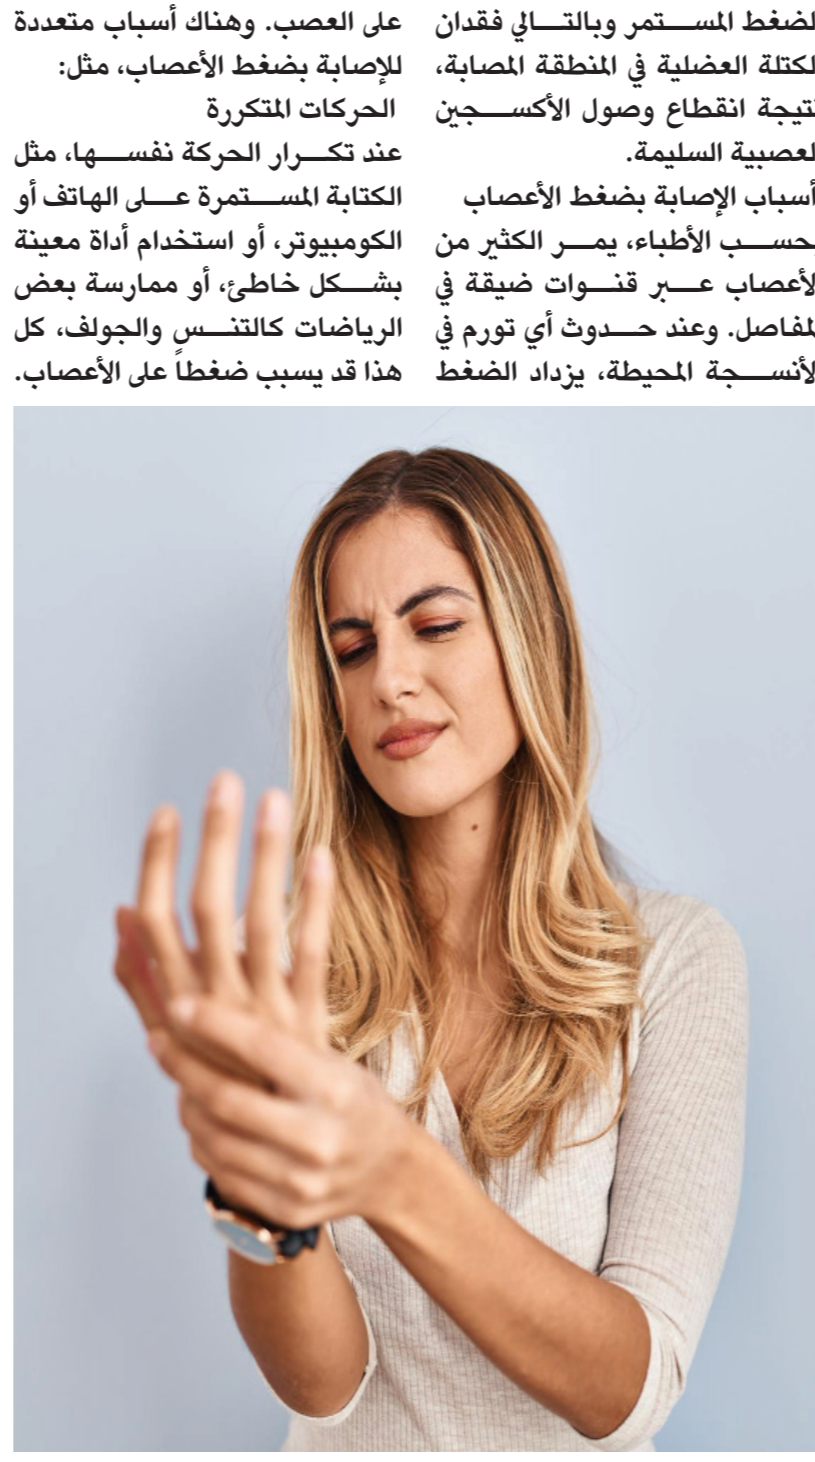 لضغط المستمر وبالتالي فقدان
لكتلة العضلية في المنطقة المصابة،
نتيجة انقطاع وصول الأكسجين
لعصبية السليمة.
أسباب الإصابة بضغط الأعصاب
بحسب الأطباء، يمر الكثير من
لأعصاب عبر قنوات ضيقة في
لمفاصل. وعند حدوث أي تورم في
لأنسجة المحيطة، يزداد الضغط
على العصب. وهناك أسباب متعددة
للإصابة بضغط الأعصاب، مثل:
الحركات المتكررة
عند تكرار الحركة نفسها، مثل
الكتابة المستمرة على الهاتف أو
الكومبيوتر، أو استخدام أداة معينة
بشكل خاطئ، أو ممارسة بعض
الرياضات كالتنس والجولف، كل
هذا قد يسبب ضغطاً على الأعصاب.